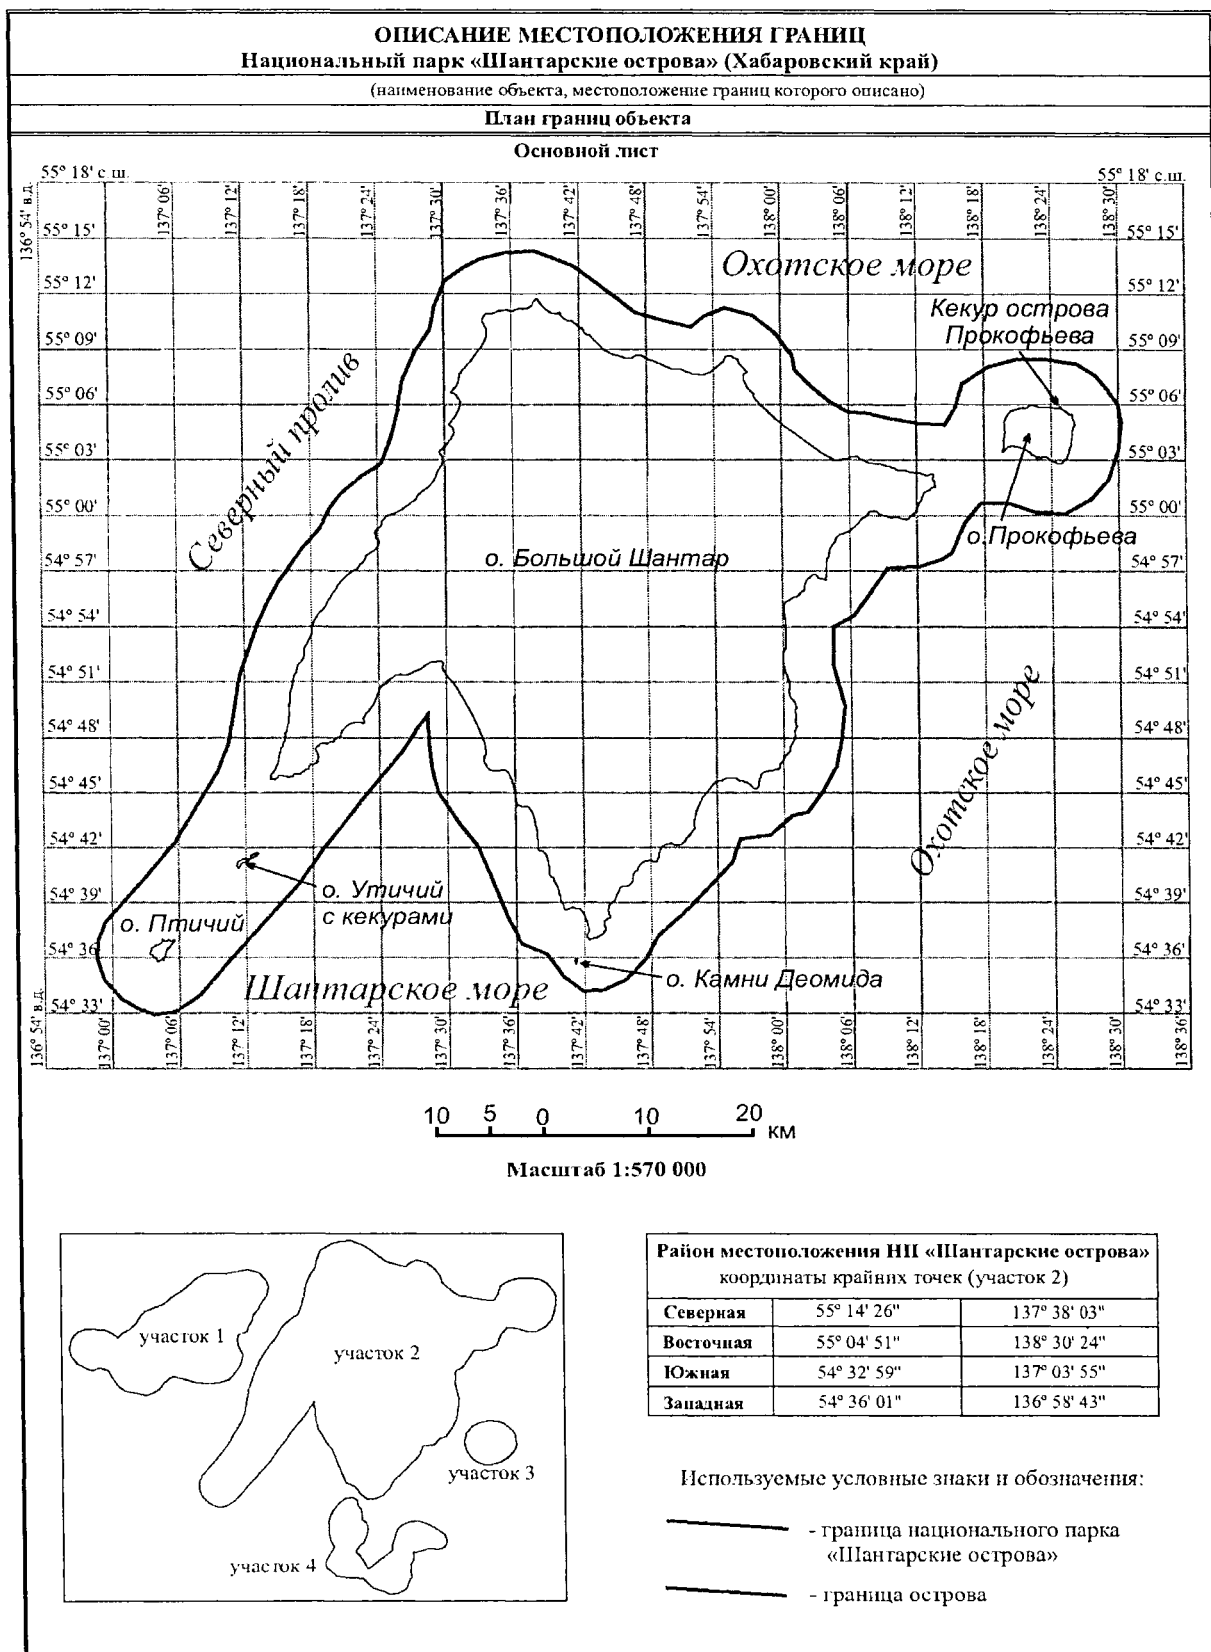 ОПИСАНИЕ МЕСТОПОЛОЖЕНИЯ ГРАНИЦ
Национальный парк «Шантарские острова» (Хабаровский край)
(наименование объекта, местоположение границ которого описано)
План границ объекта
Основной лист
55° 18' с.ш.
55° 18' с.ш.
136° 54' в.д.
137° 06'
137° 12'
137° 18'
137° 24'
137° 30'
137° 36'
137° 42'
137° 48'
137° 54'
138° 00'
138° 06'
138° 12'
138° 18'
138° 24'
138° 30'
55° 15'
55° 15'
Охотское море
55° 12'
55° 12'
Кекур острова
Прокофьева
55° 09'
55° 09'
Северный пролив
55° 06'
55° 06'
55° 03'
55° 03'
55° 00'
55° 00'
о.Прокофьева
о. Большой Шантар
54° 57'
54° 57'
54° 54'
54° 54'
54° 51'
54° 51'
Охотское море
54° 48'
54° 48'
54° 45'
54° 45'
54° 42'
54° 42'
о. Утичий
с кекурами
54° 39'
54° 39'
о. Птичий
54° 36'
54° 36'
о. Камни Деомида
Шантарское море
54° 33'
54° 33'
136° 54' в.д.
137° 00'
137° 06'
137° 12'
137° 18'
137° 24'
137° 30'
137° 36'
137° 42'
137° 48'
137° 54'
138° 00'
138° 06'
138° 12'
138° 18'
138° 24'
138° 30'
138° 36'
10 5 0 10 20 км
Масштаб 1:570 000
участок 1
участок 2
участок 3
участок 4
Район местоположения НП «Шантарские острова»
координаты крайних точек (участок 2)
Северная 55° 14' 26" 137° 38' 03"
Восточная 55° 04' 51" 138° 30' 24"
Южная 54° 32' 59" 137° 03' 55"
Западная 54° 36' 01" 136° 58' 43"
Используемые условные знаки и обозначения:
- граница национального парка
«Шантарские острова»
- граница острова